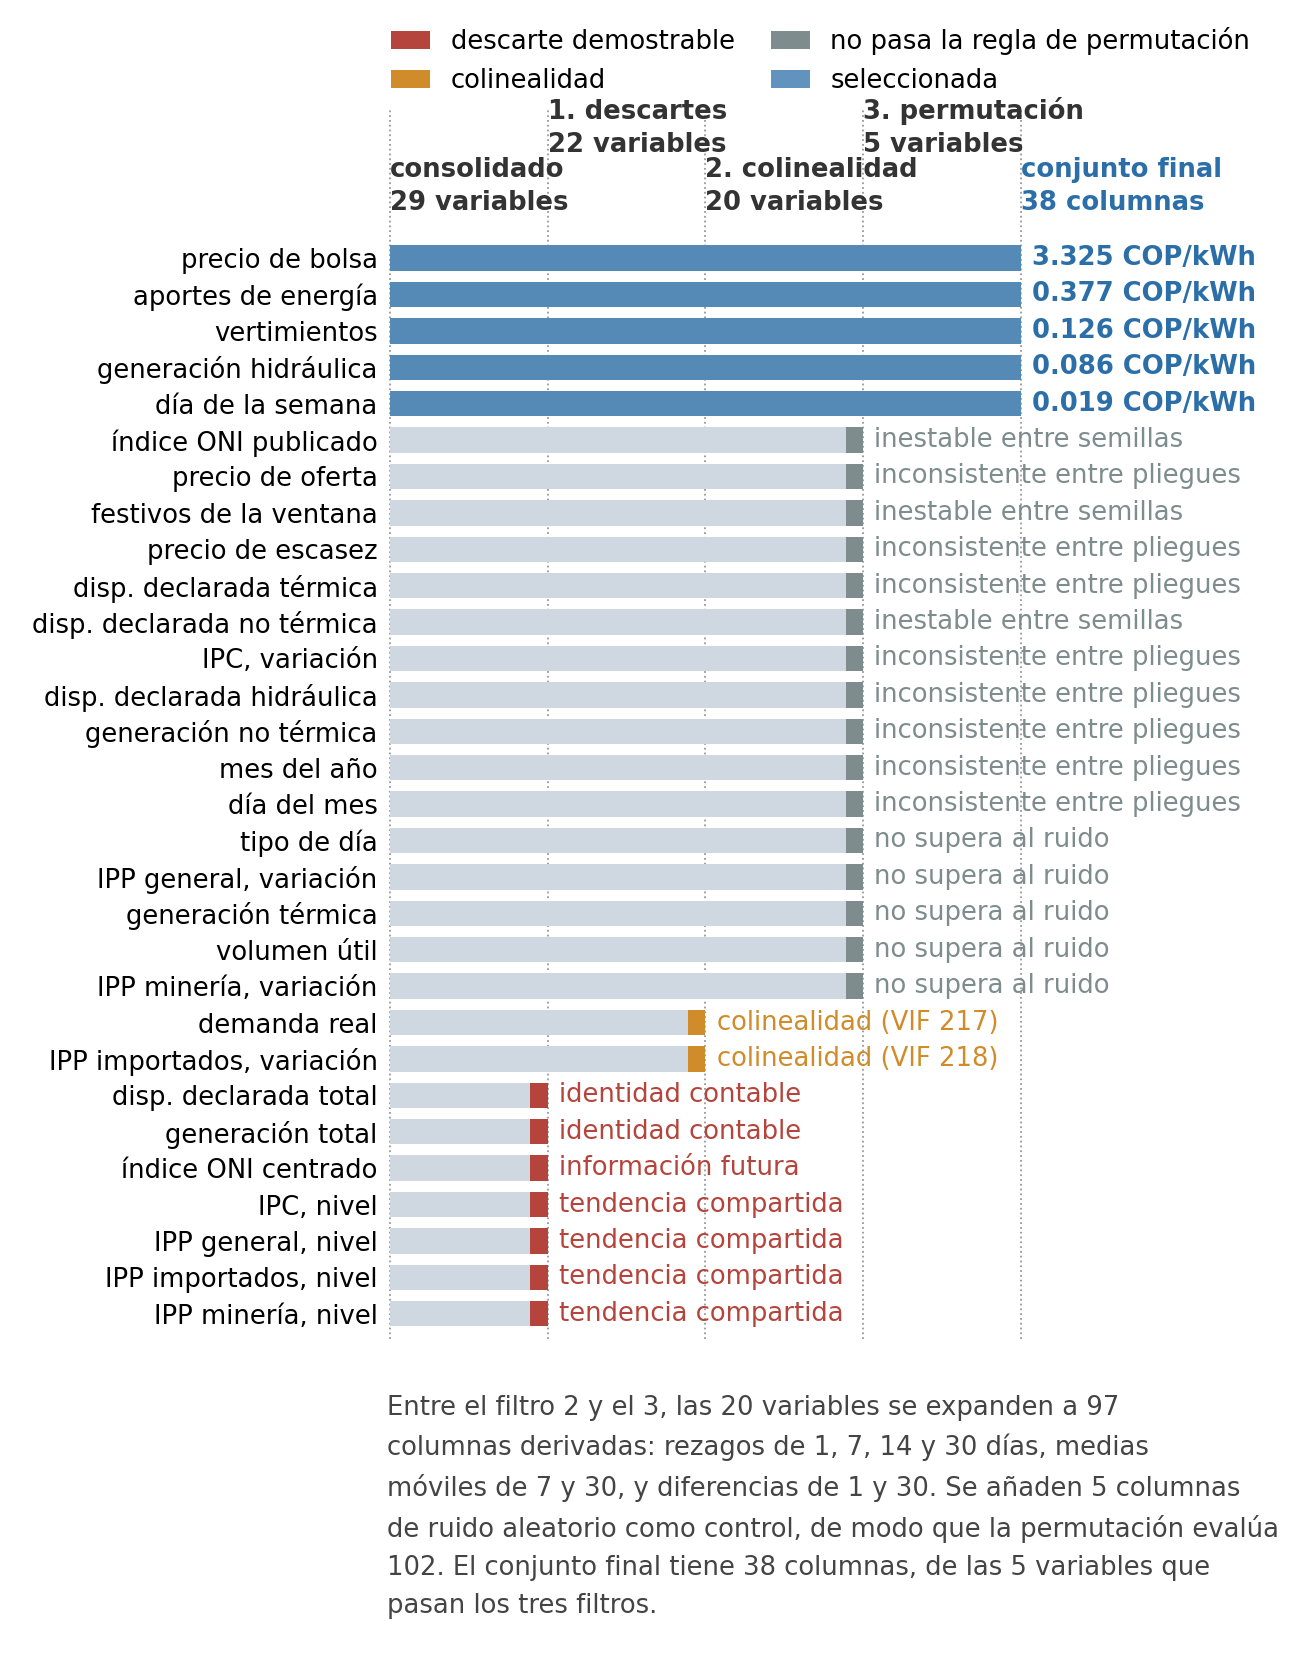 descarte demostrable
no pasa la regla de permutación
colinealidad
seleccionada
1. descartes
22 variables
3. permutación
5 variables
consolidado
29 variables
2. colinealidad
20 variables
conjunto final
38 columnas
precio de bolsa 3.325 COP/kWh
aportes de energía 0.377 COP/kWh
vertimientos 0.126 COP/kWh
generación hidráulica 0.086 COP/kWh
día de la semana 0.019 COP/kWh
índice ONI publicado inestable entre semillas
precio de oferta inconsistente entre pliegues
festivos de la ventana inestable entre semillas
precio de escasez inconsistente entre pliegues
disp. declarada térmica inconsistente entre pliegues
disp. declarada no térmica inestable entre semillas
IPC, variación inconsistente entre pliegues
disp. declarada hidráulica inconsistente entre pliegues
generación no térmica inconsistente entre pliegues
mes del año inconsistente entre pliegues
día del mes inconsistente entre pliegues
tipo de día no supera al ruido
IPP general, variación no supera al ruido
generación térmica no supera al ruido
volumen útil no supera al ruido
IPP minería, variación no supera al ruido
demanda real colinealidad (VIF 217)
IPP importados, variación colinealidad (VIF 218)
disp. declarada total identidad contable
generación total identidad contable
índice ONI centrado información futura
IPC, nivel tendencia compartida
IPP general, nivel tendencia compartida
IPP importados, nivel tendencia compartida
IPP minería, nivel tendencia compartida
Entre el filtro 2 y el 3, las 20 variables se expanden a 97
columnas derivadas: rezagos de 1, 7, 14 y 30 días, medias
móviles de 7 y 30, y diferencias de 1 y 30. Se añaden 5 columnas
de ruido aleatorio como control, de modo que la permutación evalúa
102. El conjunto final tiene 38 columnas, de las 5 variables que
pasan los tres filtros.